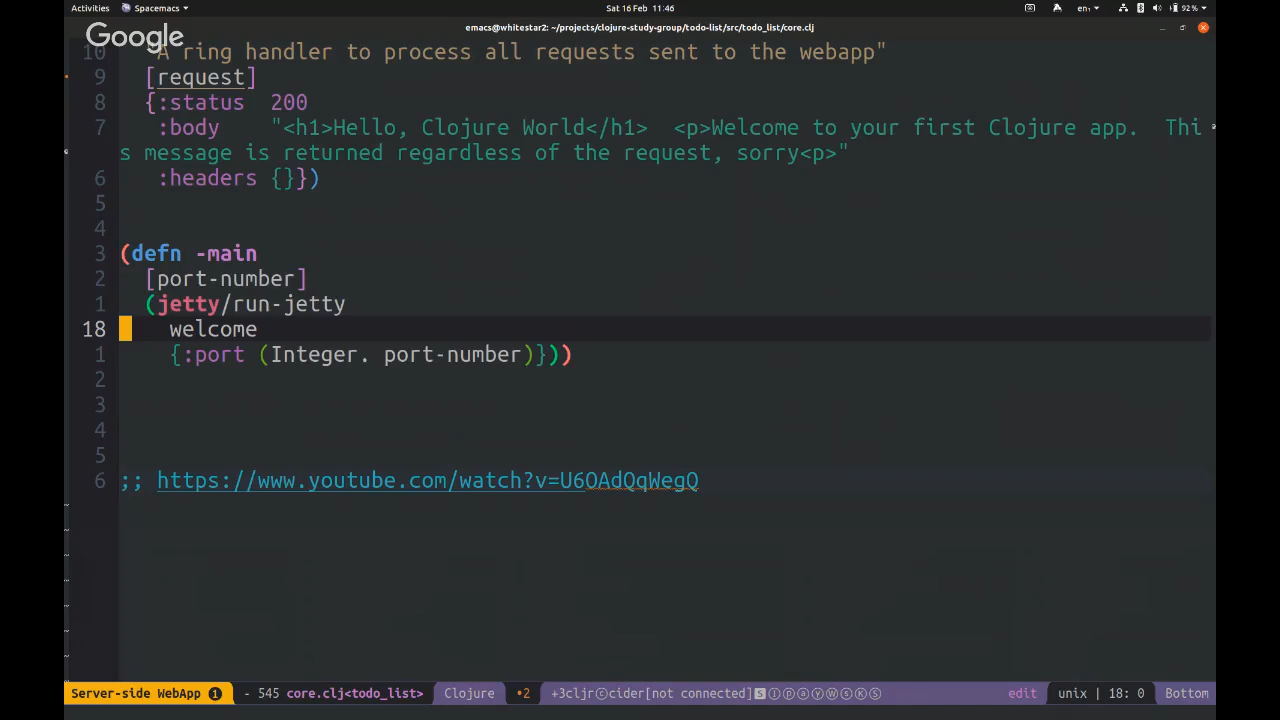 Activities Spacemacs Sat 16 Feb 11:46 en₁ 92%
Google
emacs@whitestar2: ~/projects/clojure-study-group/todo-list/src/todo_list/core.clj
10 "A ring handler to process all requests sent to the webapp"
9 [request]
8 {:status 200
7 :body "<h1>Hello, Clojure World</h1> <p>Welcome to your first Clojure app. Thi
s message is returned regardless of the request, sorry<p>"
6 :headers {}})
5
4
3 (defn -main
2 [port-number]
1 (jetty/run-jetty
18 welcome
1 {:port (Integer. port-number)}))
2
3
4
5
6 ;; https://www.youtube.com/watch?v=U6OAdQqWegQ
~
~
~
~
~
~
~
Server-side WebApp 1 - 545 core.clj<todo_list> Clojure •2 +3cljrⓒcider[not connected]🆂ⒾⓟⓐⓨⓌⓢⓀⓢ edit unix | 18: 0 Bottom